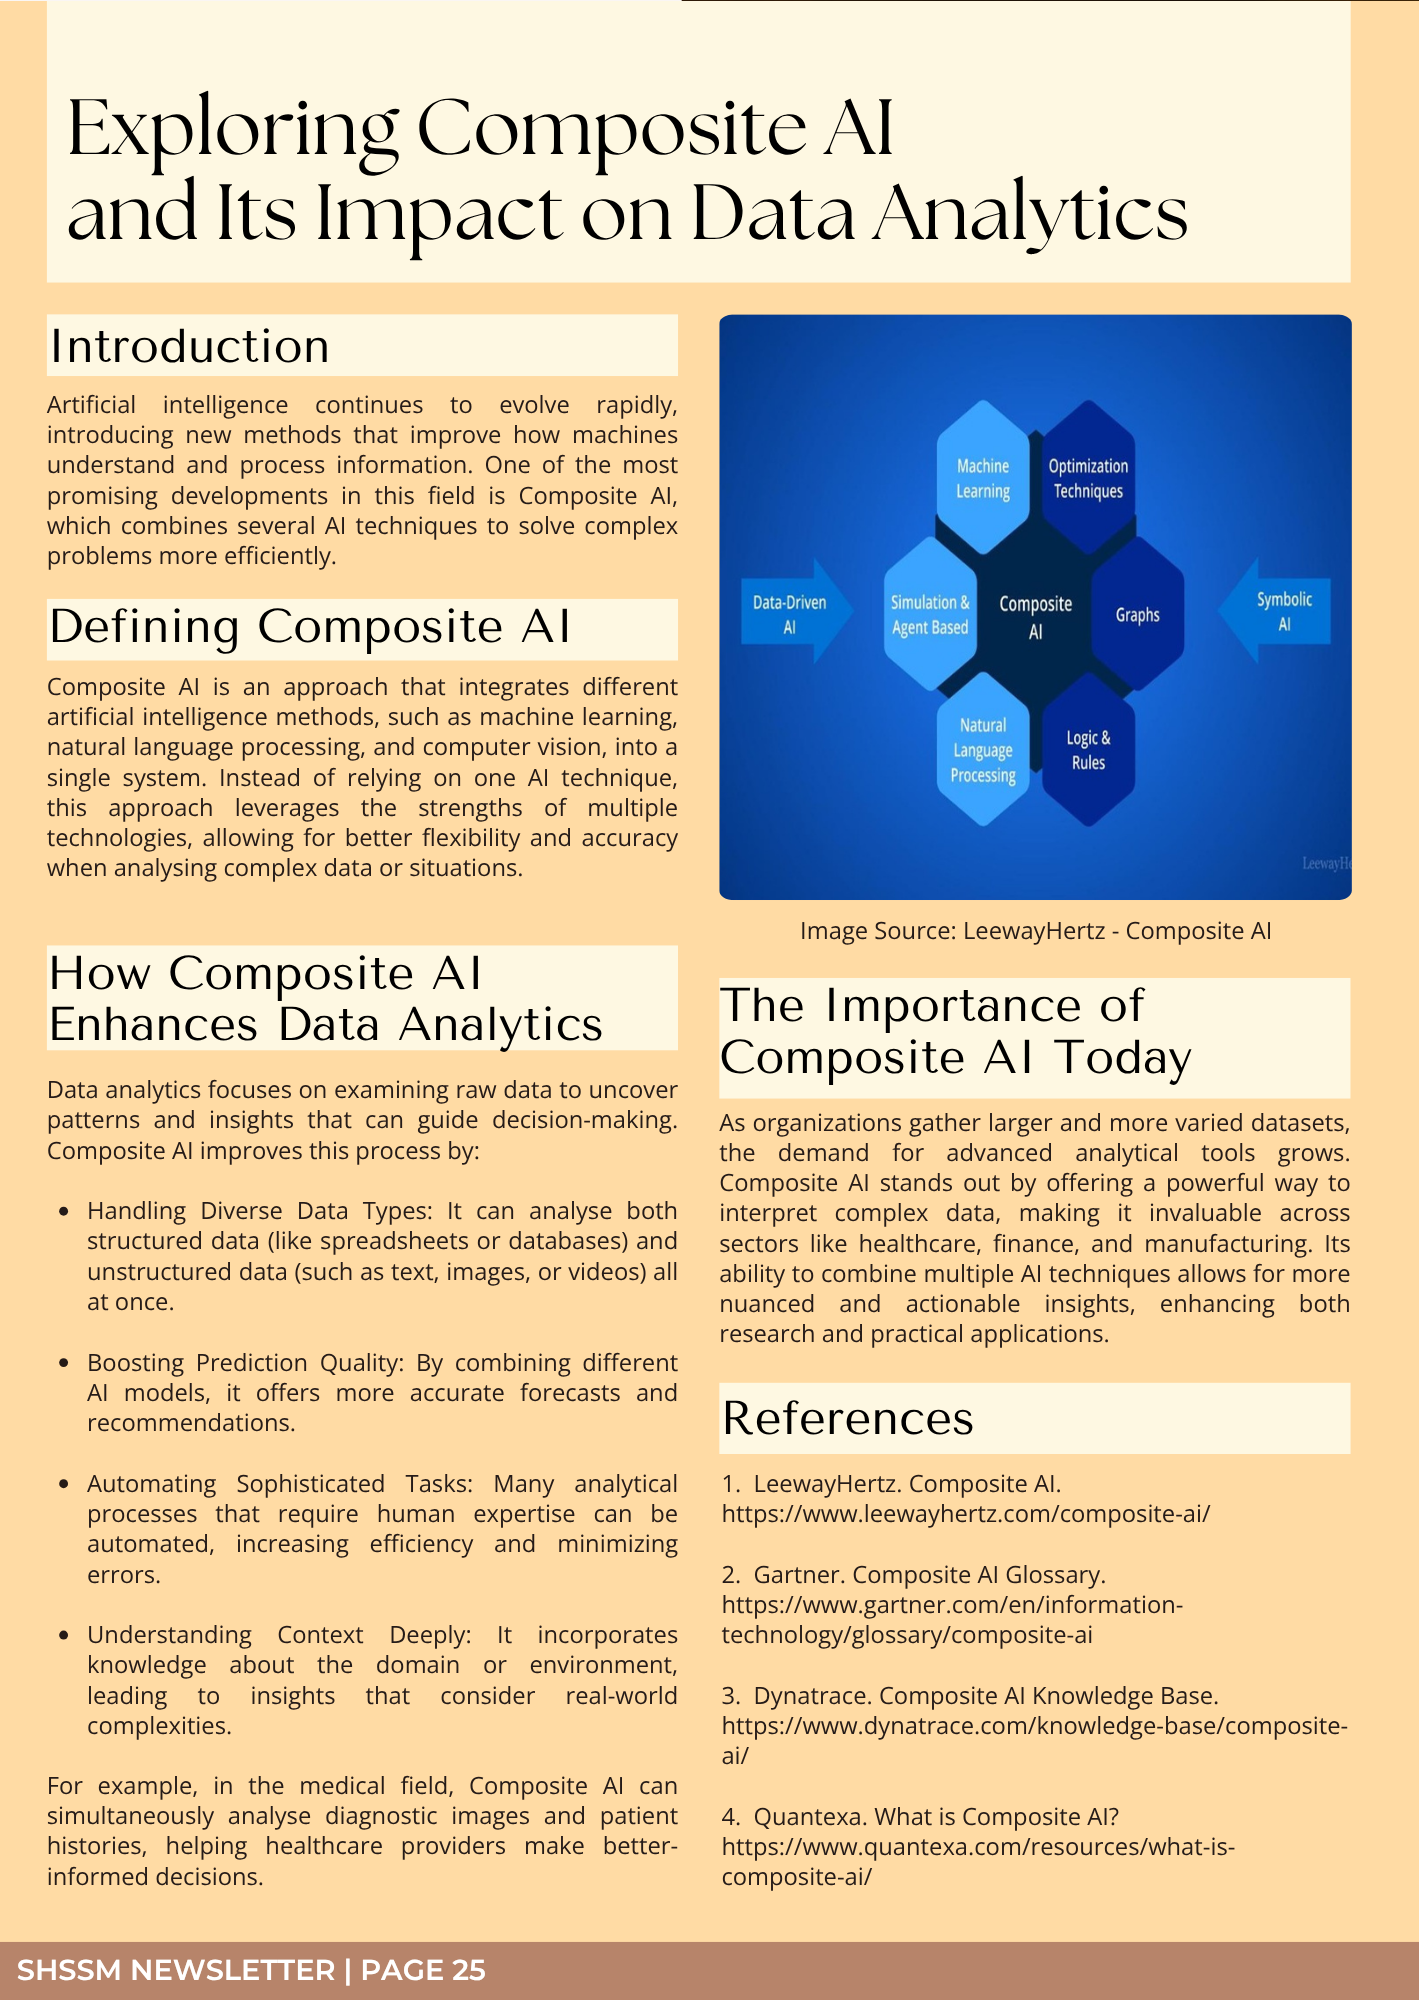 Exploring Composite AI
and Its Impact on Data Analytics
Introduction
Artificial intelligence continues to evolve rapidly,
introducing new methods that improve how machines
understand and process information. One of the most
promising developments in this field is Composite AI,
which combines several AI techniques to solve complex
problems more efficiently.
Defining Composite AI
Composite AI is an approach that integrates different
artificial intelligence methods, such as machine learning,
natural language processing, and computer vision, into a
single system. Instead of relying on one AI technique,
this approach leverages the strengths of multiple
technologies, allowing for better flexibility and accuracy
when analysing complex data or situations.
How Composite AI
Enhances Data Analytics
Data analytics focuses on examining raw data to uncover
patterns and insights that can guide decision-making.
Composite AI improves this process by:
• Handling Diverse Data Types: It can analyse both
structured data (like spreadsheets or databases) and
unstructured data (such as text, images, or videos) all
at once.
• Boosting Prediction Quality: By combining different
AI models, it offers more accurate forecasts and
recommendations.
• Automating Sophisticated Tasks: Many analytical
processes that require human expertise can be
automated, increasing efficiency and minimizing
errors.
• Understanding Context Deeply: It incorporates
knowledge about the domain or environment,
leading to insights that consider real-world
complexities.
For example, in the medical field, Composite AI can
simultaneously analyse diagnostic images and patient
histories, helping healthcare providers make better-
informed decisions.
Machine
Learning
Optimization
Techniques
Data-Driven
AI
Simulation &
Agent Based
Composite
AI
Graphs
Symbolic
AI
Natural
Language
Processing
Logic &
Rules
LeewayHe
Image Source: LeewayHertz - Composite AI
The Importance of
Composite AI Today
As organizations gather larger and more varied datasets,
the demand for advanced analytical tools grows.
Composite AI stands out by offering a powerful way to
interpret complex data, making it invaluable across
sectors like healthcare, finance, and manufacturing. Its
ability to combine multiple AI techniques allows for more
nuanced and actionable insights, enhancing both
research and practical applications.
References
1. LeewayHertz. Composite AI.
https://www.leewayhertz.com/composite-ai/
2. Gartner. Composite AI Glossary.
https://www.gartner.com/en/information-
technology/glossary/composite-ai
3. Dynatrace. Composite AI Knowledge Base.
https://www.dynatrace.com/knowledge-base/composite-
ai/
4. Quantexa. What is Composite AI?
https://www.quantexa.com/resources/what-is-
composite-ai/
SHSSM NEWSLETTER | PAGE 25